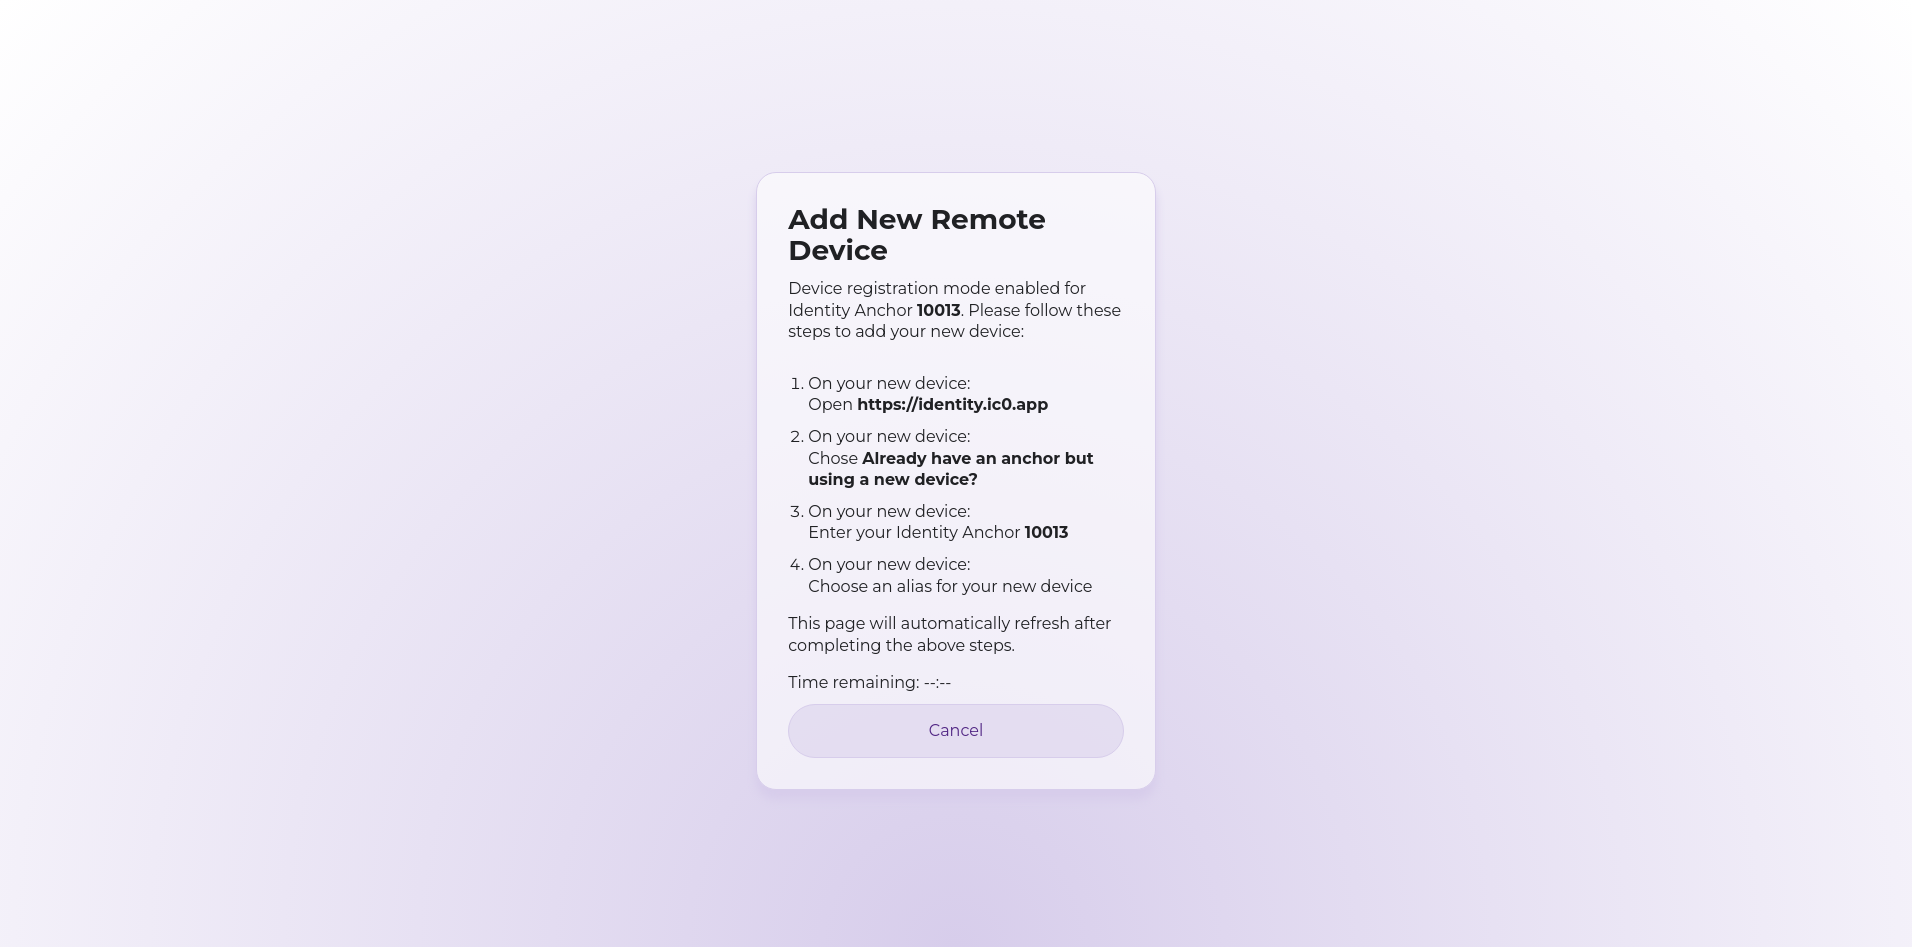 Add New Remote
Device
Device registration mode enabled for
Identity Anchor 10013. Please follow these
steps to add your new device:
1. On your new device:
Open https://identity.ic0.app
2. On your new device:
Chose Already have an anchor but
using a new device?
3. On your new device:
Enter your Identity Anchor 10013
4. On your new device:
Choose an alias for your new device
This page will automatically refresh after
completing the above steps.
Time remaining: --:--
Cancel